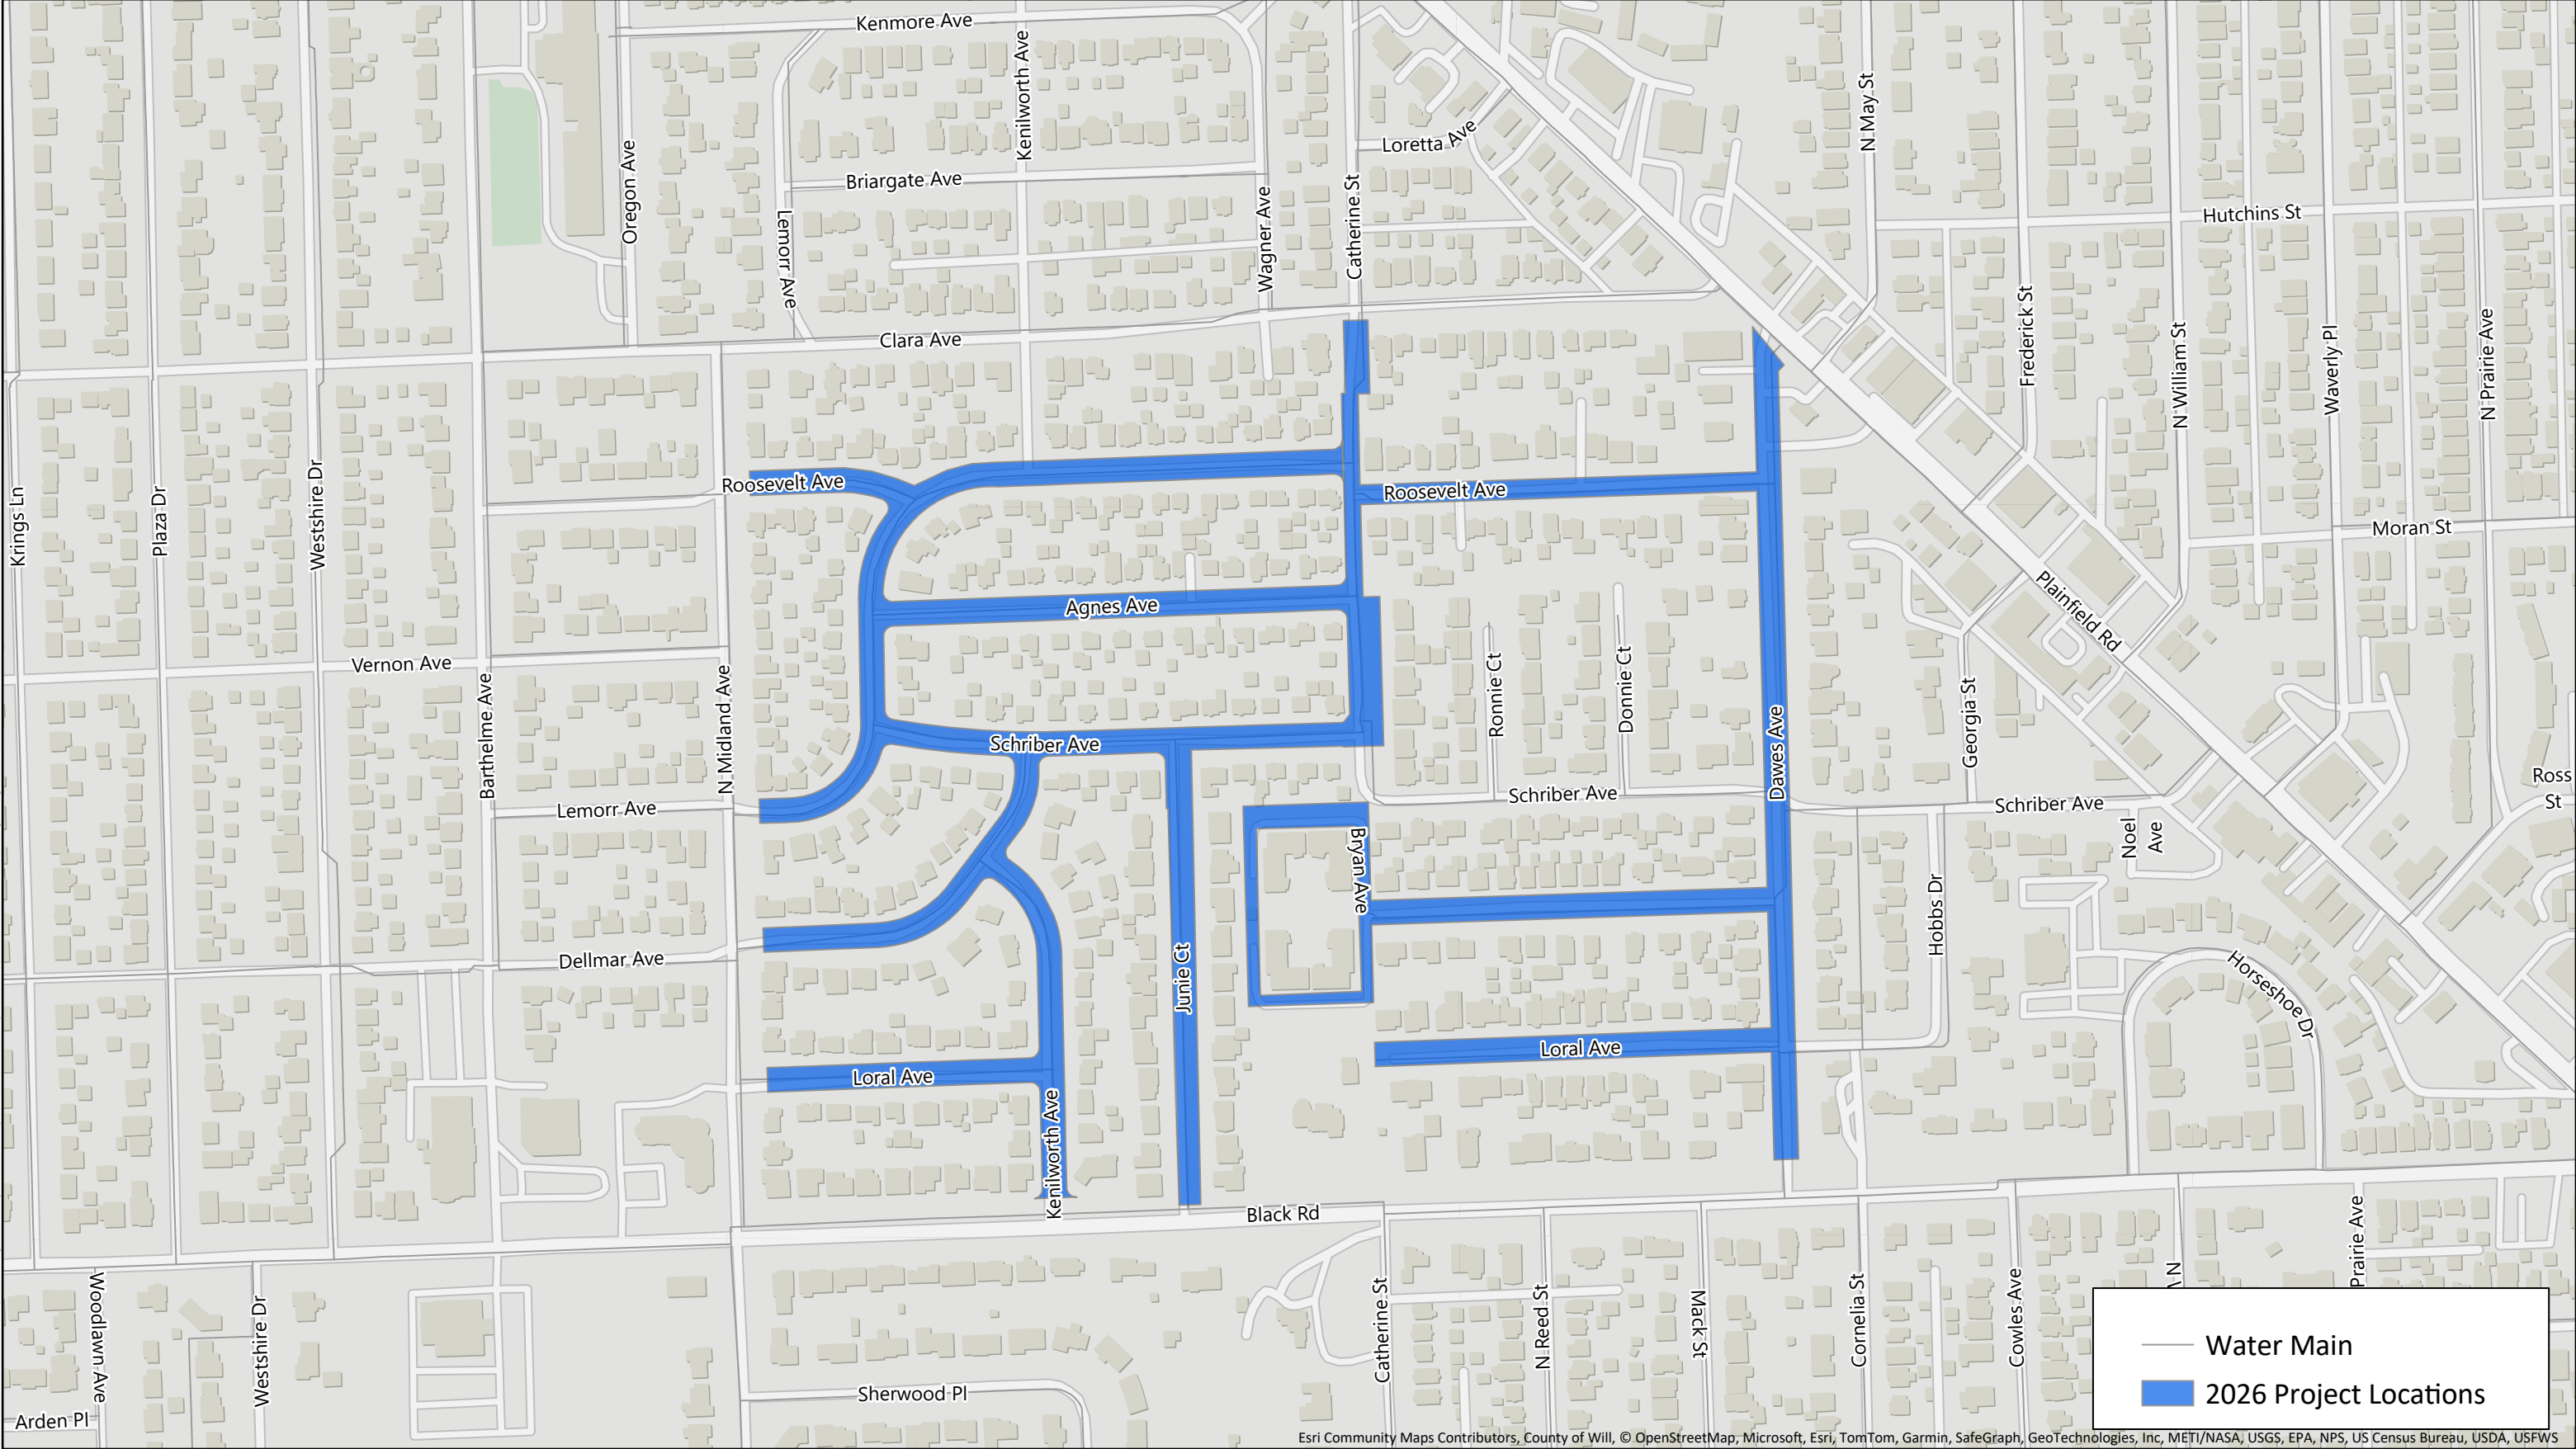 Kenmore Ave
Kenilworth Ave
Oregon Ave
Loretta Ave
N May St
Briargate Ave
Lemorr Ave
Wagner Ave
Catherine St
Hutchins St
Clara Ave
Frederick St
N William St
Waverly Pl
N Prairie Ave
Krings Ln
Plaza Dr
Westshire Dr
Roosevelt Ave
Roosevelt Ave
Moran St
Agnes Ave
Plainfield Rd
Vernon Ave
Barthelme Ave
N Midland Ave
Ronnie Ct
Donnie Ct
Dawes Ave
Georgia St
Schriber Ave
Ross
St
Lemorr Ave
Schriber Ave
Schriber Ave
Noel
Ave
Bryan Ave
Hobbs Dr
Dellmar Ave
Junie Ct
Horseshoe Dr
Loral Ave
Loral Ave
Kenilworth Ave
Black Rd
Woodlawn Ave
Westshire Dr
Catherine St
N Reed St
Mack St
Cornelia St
Cowles Ave
Prairie Ave
Sherwood Pl
Arden Pl
Water Main
2026 Project Locations
Esri Community Maps Contributors, County of Will, © OpenStreetMap, Microsoft, Esri, TomTom, Garmin, SafeGraph, GeoTechnologies, Inc, METI/NASA, USGS, EPA, NPS, US Census Bureau, USDA, USFWS